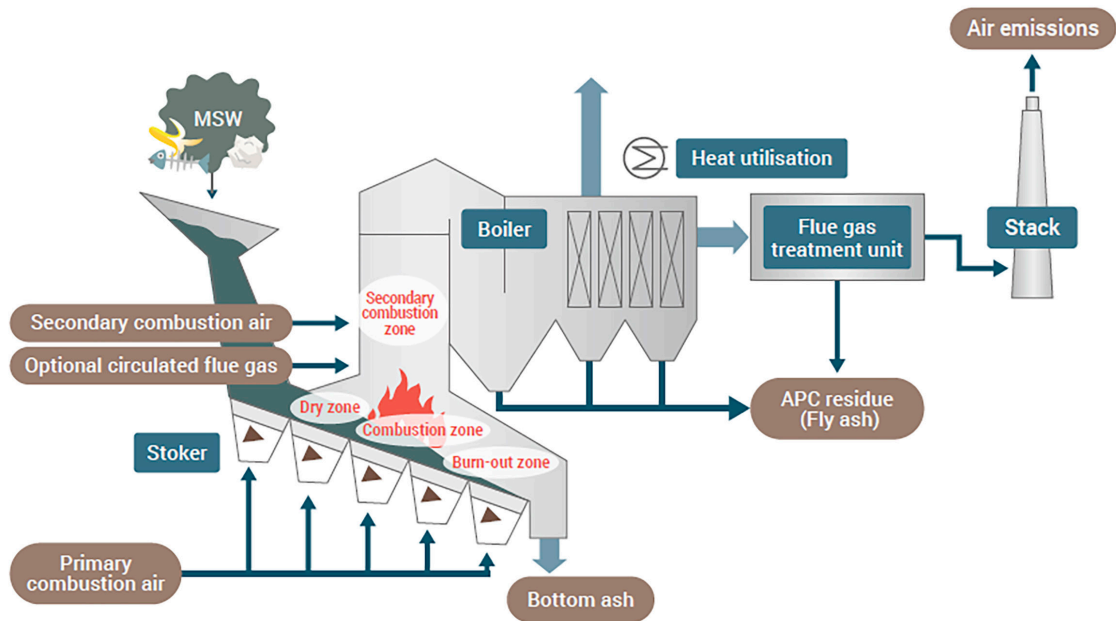 Air emissions
MSW
Heat utilisation
Boiler
Flue gas
treatment unit
Stack
Secondary
combustion
zone
Secondary combustion air
Optional circulated flue gas
Dry zone
Combustion zone
APC residue
(Fly ash)
Stoker
Burn-out zone
Primary
combustion air
Bottom ash